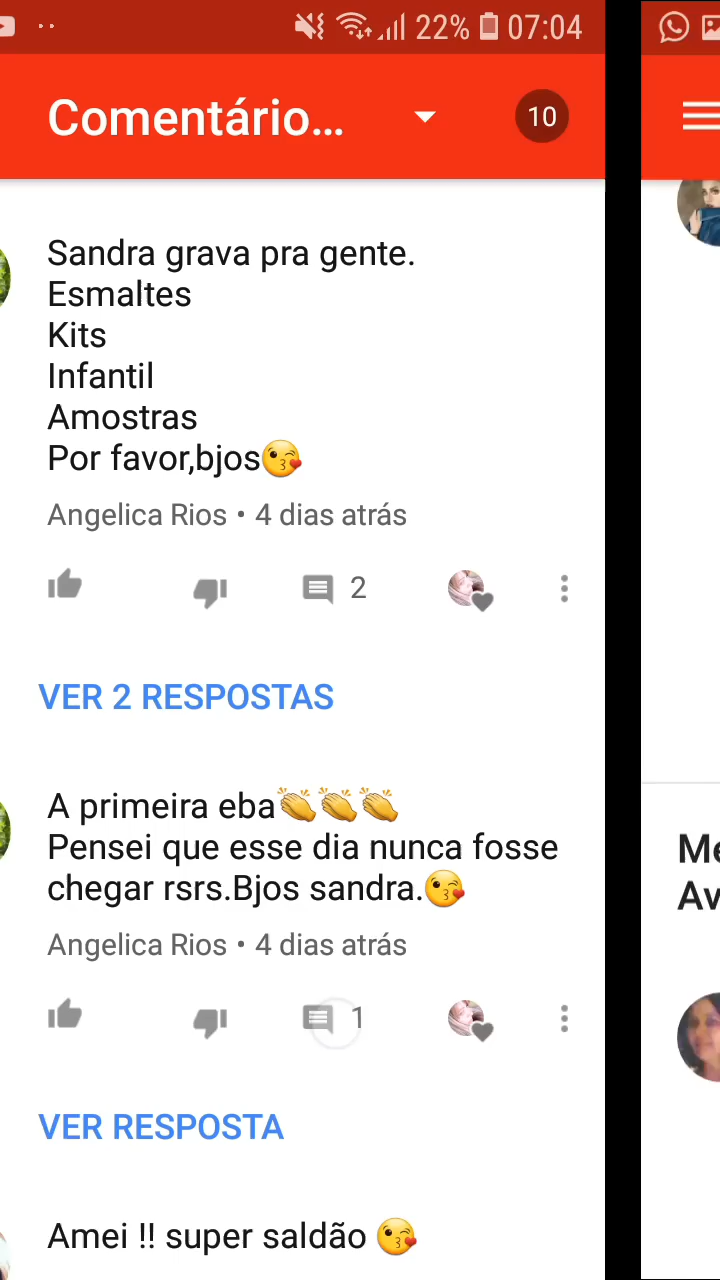 22% 07:04
Comentário...
10
Sandra grava pra gente.
Esmaltes
Kits
Infantil
Amostras
Por favor,bjos😘
Angelica Rios • 4 dias atrás
2
VER 2 RESPOSTAS
A primeira eba👏👏👏
Pensei que esse dia nunca fosse
chegar rsrs.Bjos sandra.😘
Angelica Rios • 4 dias atrás
1
VER RESPOSTA
Amei !! super saldão 😘
Me
Av